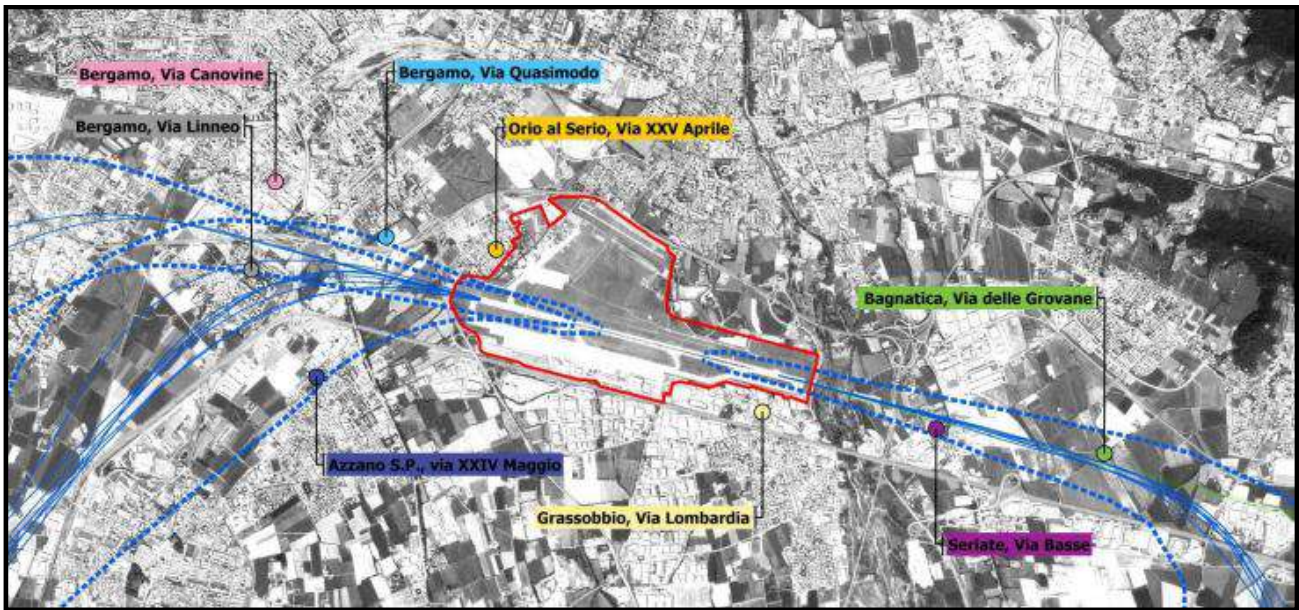 Bergamo, Via Canovine
Bergamo, Via Quasimodo
Bergamo, Via Linneo
Orio al Serio, Via XXV Aprile
Bagnatica, Via delle Grovane
Azzano S.P., via XXIV Maggio
Grassobbio, Via Lombardia
Seriate, Via Basse